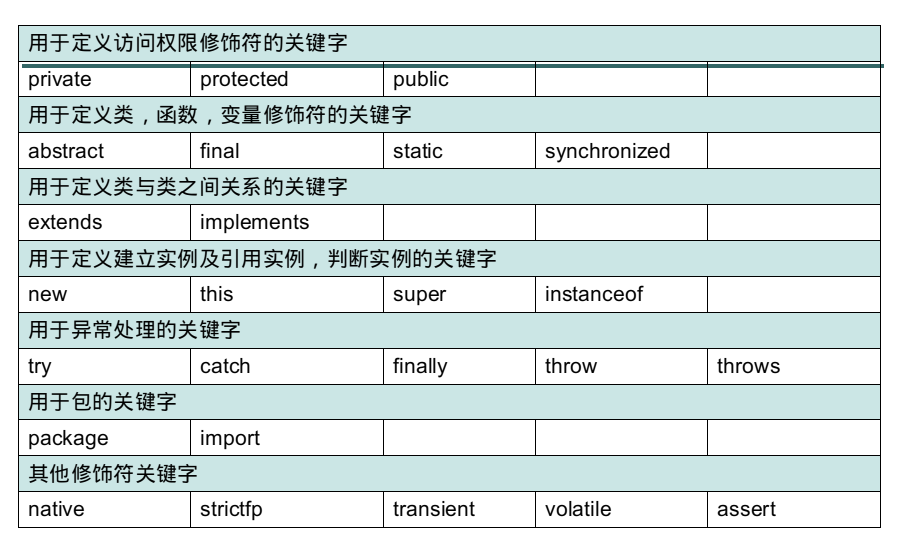 用于定义访问权限修饰符的关键字
private protected public
用于定义类，函数，变量修饰符的关键字
abstract final static synchronized
用于定义类与类之间关系的关键字
extends implements
用于定义建立实例及引用实例，判断实例的关键字
new this super instanceof
用于异常处理的关键字
try catch finally throw throws
用于包的关键字
package import
其他修饰符关键字
native strictfp transient volatile assert